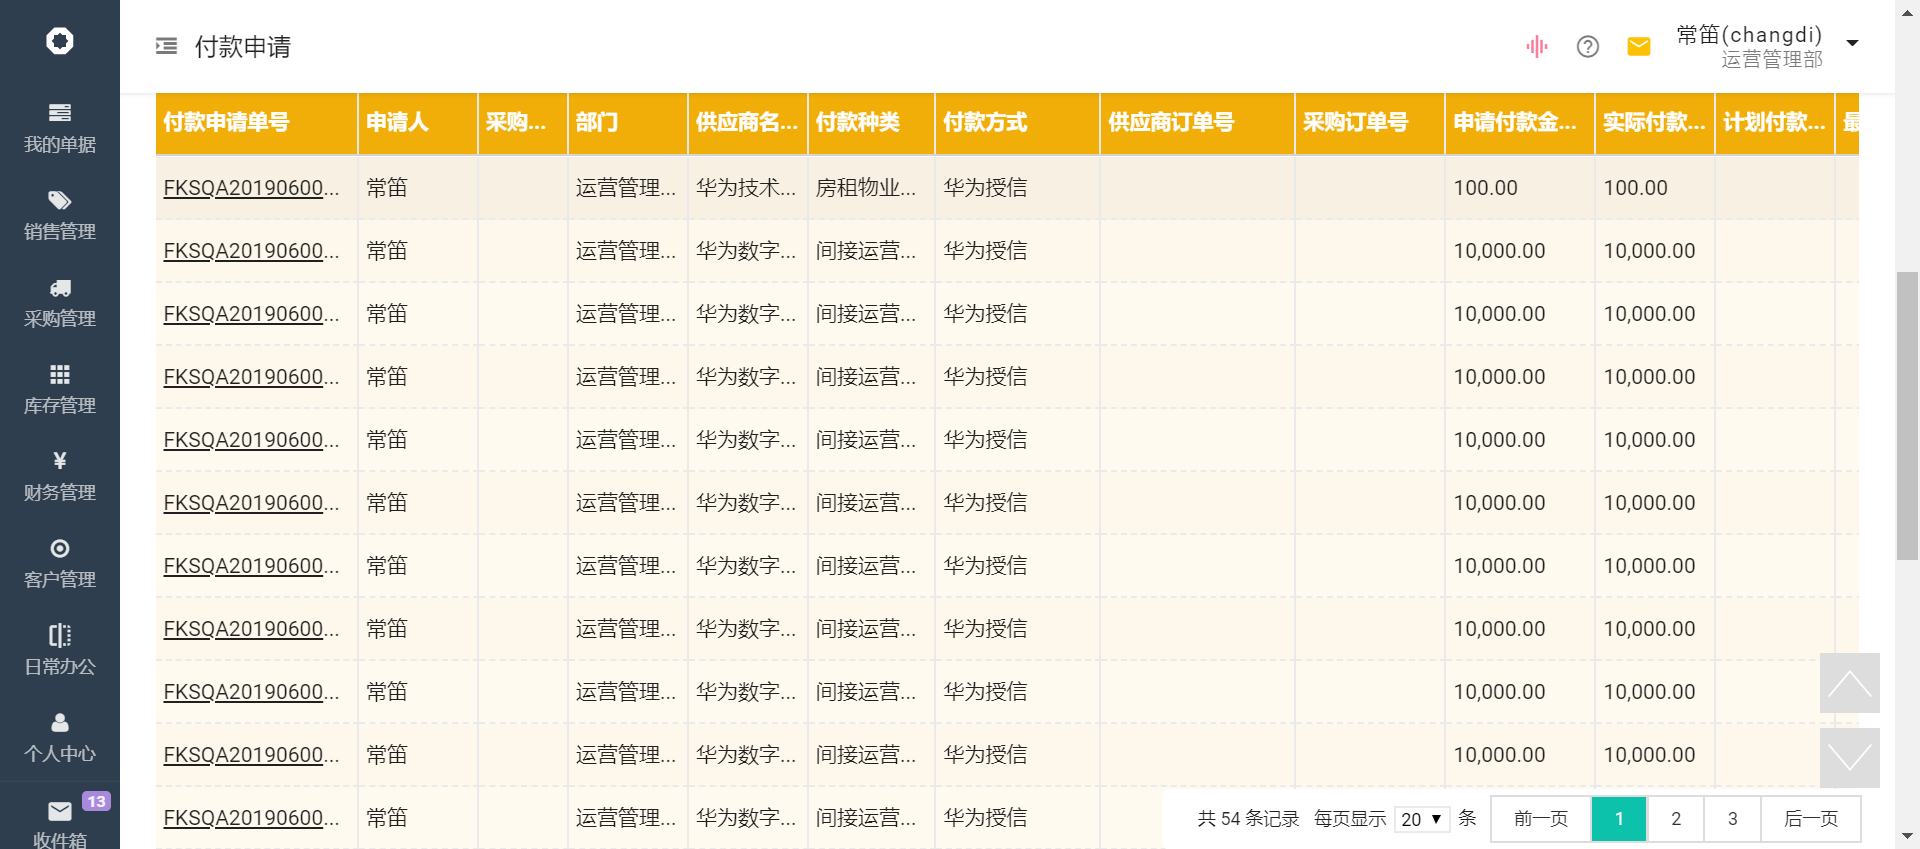 付款申请
常笛(changdi)
运营管理部
我的单据
销售管理
采购管理
库存管理
¥
财务管理
客户管理
日常办公
个人中心
13
收件箱
付款申请单号 申请人 采购... 部门 供应商名... 付款种类 付款方式 供应商订单号 采购订单号 申请付款金... 实际付款... 计划付款... 最
FKSQA20190600... 常笛 运营管理... 华为技术... 房租物业... 华为授信 100.00 100.00
FKSQA20190600... 常笛 运营管理... 华为数字... 间接运营... 华为授信 10,000.00 10,000.00
FKSQA20190600... 常笛 运营管理... 华为数字... 间接运营... 华为授信 10,000.00 10,000.00
FKSQA20190600... 常笛 运营管理... 华为数字... 间接运营... 华为授信 10,000.00 10,000.00
FKSQA20190600... 常笛 运营管理... 华为数字... 间接运营... 华为授信 10,000.00 10,000.00
FKSQA20190600... 常笛 运营管理... 华为数字... 间接运营... 华为授信 10,000.00 10,000.00
FKSQA20190600... 常笛 运营管理... 华为数字... 间接运营... 华为授信 10,000.00 10,000.00
FKSQA20190600... 常笛 运营管理... 华为数字... 间接运营... 华为授信 10,000.00 10,000.00
FKSQA20190600... 常笛 运营管理... 华为数字... 间接运营... 华为授信 10,000.00 10,000.00
FKSQA20190600... 常笛 运营管理... 华为数字... 间接运营... 华为授信 10,000.00 10,000.00
FKSQA20190600... 常笛 运营管理... 华为数字... 间接运营... 华为授信
共 54 条记录 每页显示 20 条 前一页 1 2 3 后一页